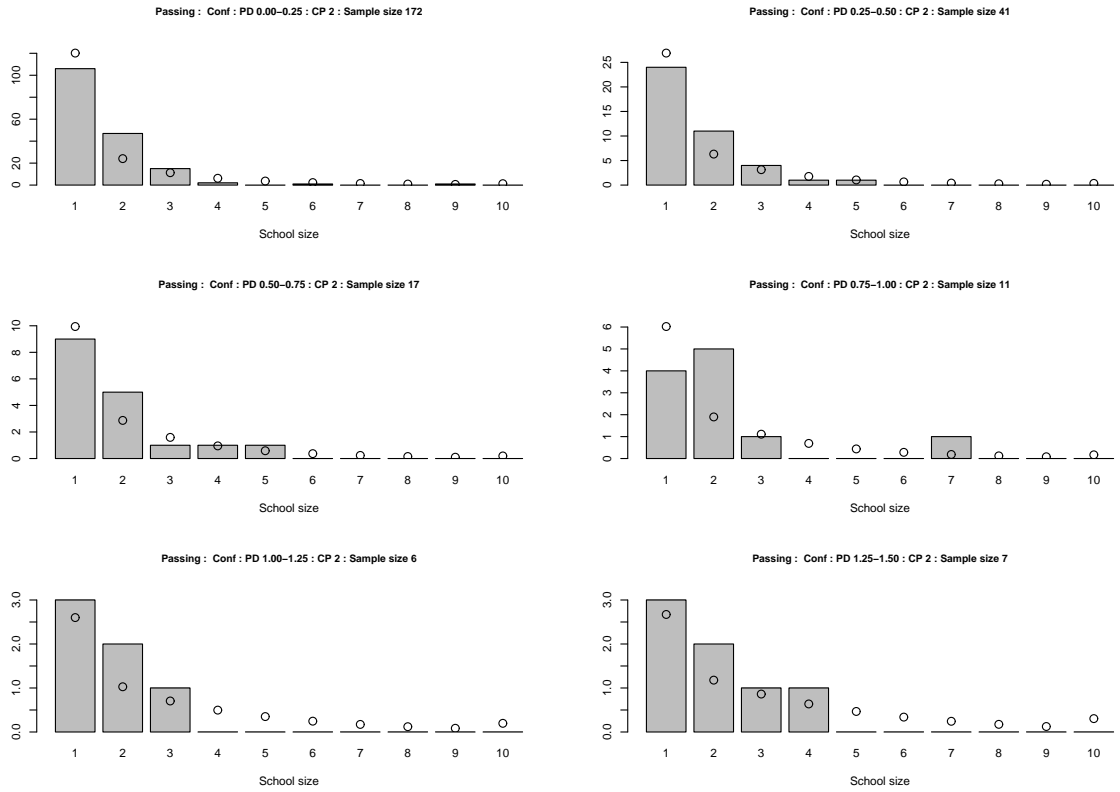 Passing :  Conf : PD 0.00−0.25 : CP 2 : Sample size 172
100
60
20
0
1 2 3 4 5 6 7 8 9 10
School size
Passing :  Conf : PD 0.25−0.50 : CP 2 : Sample size 41
25
20
15
10
5
0
1 2 3 4 5 6 7 8 9 10
School size
Passing :  Conf : PD 0.50−0.75 : CP 2 : Sample size 17
10
8
6
4
2
0
1 2 3 4 5 6 7 8 9 10
School size
Passing :  Conf : PD 0.75−1.00 : CP 2 : Sample size 11
6
5
4
3
2
1
0
1 2 3 4 5 6 7 8 9 10
School size
Passing :  Conf : PD 1.00−1.25 : CP 2 : Sample size 6
3.0
2.0
1.0
0.0
1 2 3 4 5 6 7 8 9 10
School size
Passing :  Conf : PD 1.25−1.50 : CP 2 : Sample size 7
3.0
2.0
1.0
0.0
1 2 3 4 5 6 7 8 9 10
School size